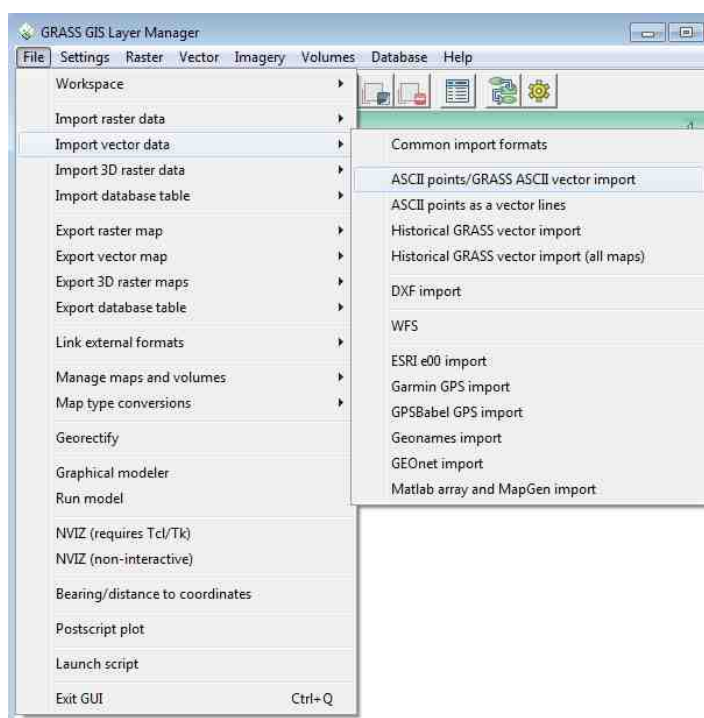 GRASS GIS Layer Manager
File Settings Raster Vector Imagery Volumes Database Help
Workspace
Import raster data
Import vector data
Import 3D raster data
Import database table
Export raster map
Export vector map
Export 3D raster maps
Export database table
Link external formats
Manage maps and volumes
Map type conversions
Georectify
Graphical modeler
Run model
NVIZ (requires Tcl/Tk)
NVIZ (non-interactive)
Bearing/distance to coordinates
Postscript plot
Launch script
Exit GUI Ctrl+Q
Common import formats
ASCII points/GRASS ASCII vector import
ASCII points as a vector lines
Historical GRASS vector import
Historical GRASS vector import (all maps)
DXF import
WFS
ESRI e00 import
Garmin GPS import
GPSBabel GPS import
Geonames import
GEOnet import
Matlab array and MapGen import